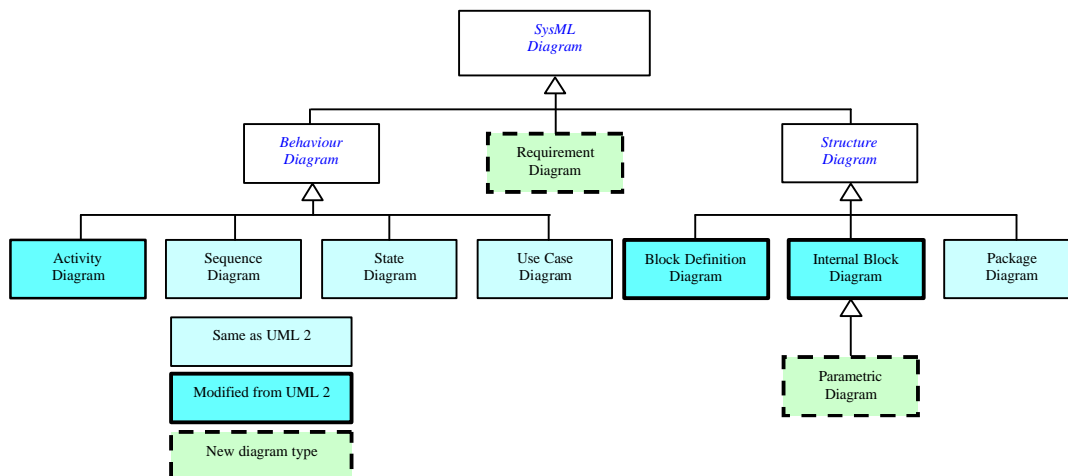 SysML
Diagram
Behaviour
Diagram
Requirement
Diagram
Structure
Diagram
Activity
Diagram
Sequence
Diagram
State
Diagram
Use Case
Diagram
Block Definition
Diagram
Internal Block
Diagram
Package
Diagram
Same as UML 2
Modified from UML 2
New diagram type
Parametric
Diagram